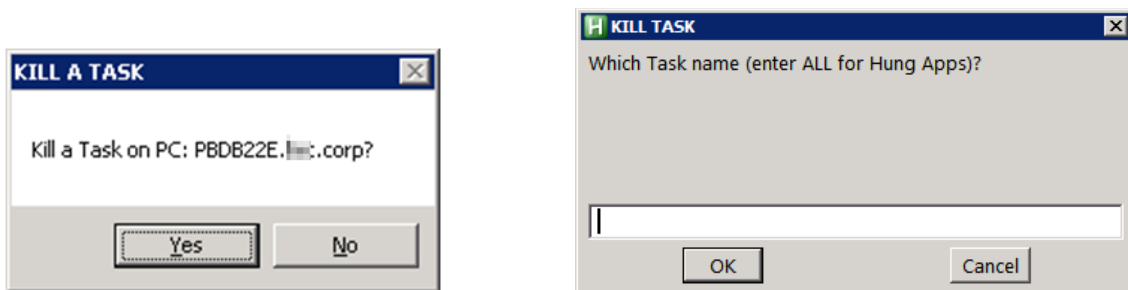 KILL A TASK
Kill a Task on PC: PBDB22E. .corp?
Yes
No
H KILL TASK
Which Task name (enter ALL for Hung Apps)?
OK
Cancel